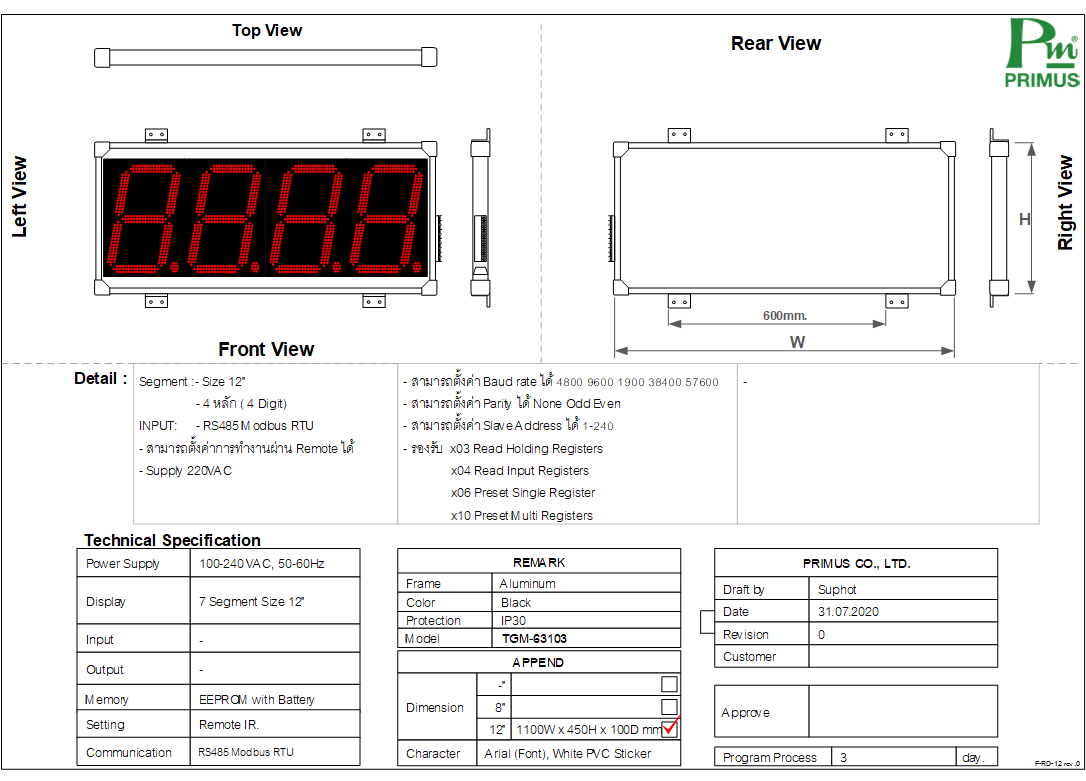 Top View
Rear View
Pm®
PRIMUS
Left View
Right View
H
600mm.
W
Front View
Detail :
Segment :- Size 12"
- 4 หลัก ( 4 Digit)
INPUT: - RS485 Modbus RTU
- สามารถตั้งค่าการทำงานผ่าน Remote ได้
- Supply 220VAC
- สามารถตั้งค่า Baud rate ได้ 4800 9600 1900 38400 57600
- สามารถตั้งค่า Parity ได้ None Odd Even
- สามารถตั้งค่า Slave Address ได้ 1-240
- รองรับ x03 Read Holding Registers
x04 Read Input Registers
x06 Preset Single Register
x10 Preset Multi Registers
-
Technical Specification
Power Supply 100-240 VAC, 50-60Hz
Display 7 Segment Size 12"
Input -
Output -
Memory EEPROM with Battery
Setting Remote IR.
Communication RS485 Modbus RTU
REMARK
Frame Aluminum
Color Black
Protection IP30
Model TGM-63103
APPEND
Dimension
-"
8"
12" 1100W x 450H x 100D mm
Character Arial (Font), White PVC Sticker
PRIMUS CO., LTD.
Draft by Suphot
Date 31.07.2020
Revision 0
Customer
Approve
Program Process 3 day.
F-RD-12 rev.0